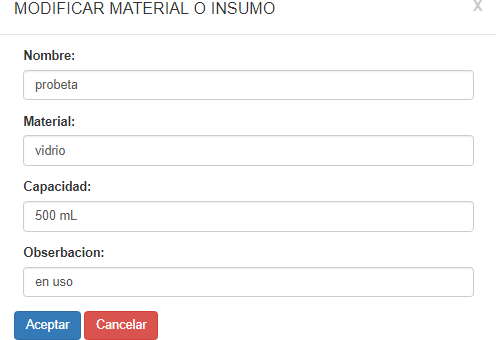 MODIFICAR MATERIAL O INSUMO
X
Nombre:
probeta
Material:
vidrio
Capacidad:
500 mL
Obserbacion:
en uso
Aceptar Cancelar